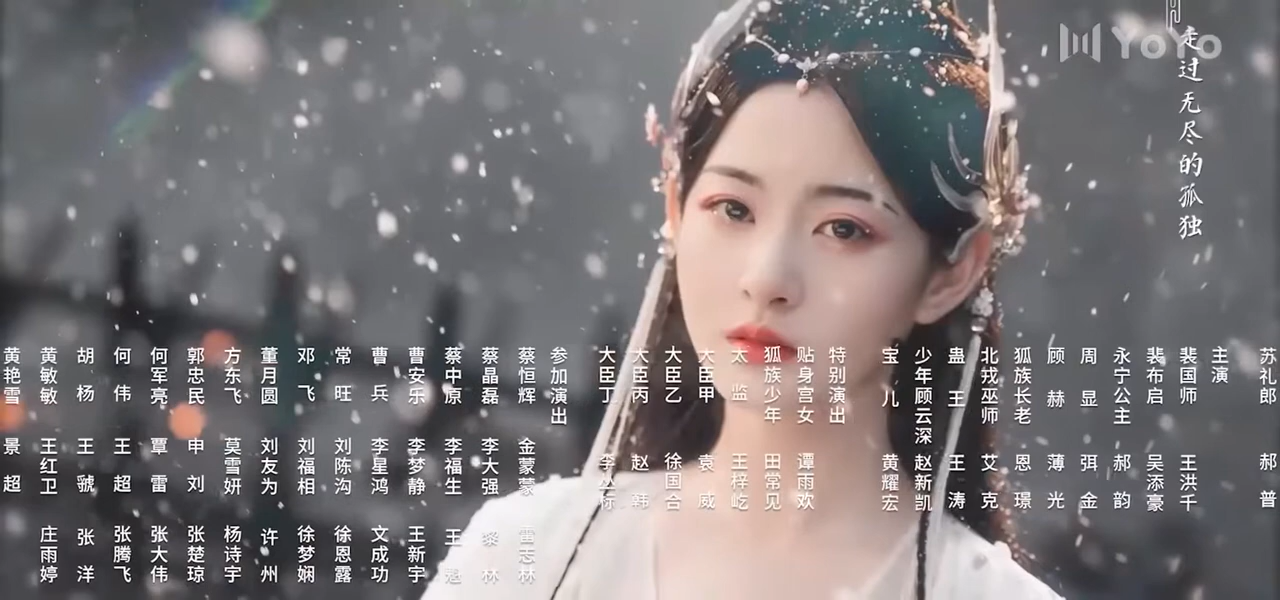 YOYO
走过无尽的孤独
苏礼郎 郝普
主演
裴国师 王洪千
裴布启 吴添豪
永宁公主 郝韵
周显 弭金
顾赫 薄光
狐族长老 恩璟
北戎巫师 艾克
蛊王 王涛
少年顾云深 赵新凯
宝儿 黄耀宏
特别演出
贴身宫女 谭雨欢
狐族少年 田常见
太监 王梓屹
大臣甲 袁威
大臣乙 徐国合
大臣丙 赵韩
大臣丁
参加演出
蔡恒辉 金蒙蒙 雷志林
蔡晶磊 李大强 黎林
蔡中原 李福生 王冠
曹安乐 李梦静 王新宇
曹兵 李星鸿 文成功
常旺 刘陈沟 徐恩露
邓飞 刘福相 徐梦娴
董月圆 刘友为 许州
方东飞 莫雪妍 杨诗宇
郭忠民 申刘 张楚琼
何军亮 覃雷 张大伟
何伟 王超 张腾飞
胡杨 王虢 张洋
黄敏敏 王红卫 庄雨婷
黄艳雪 景超